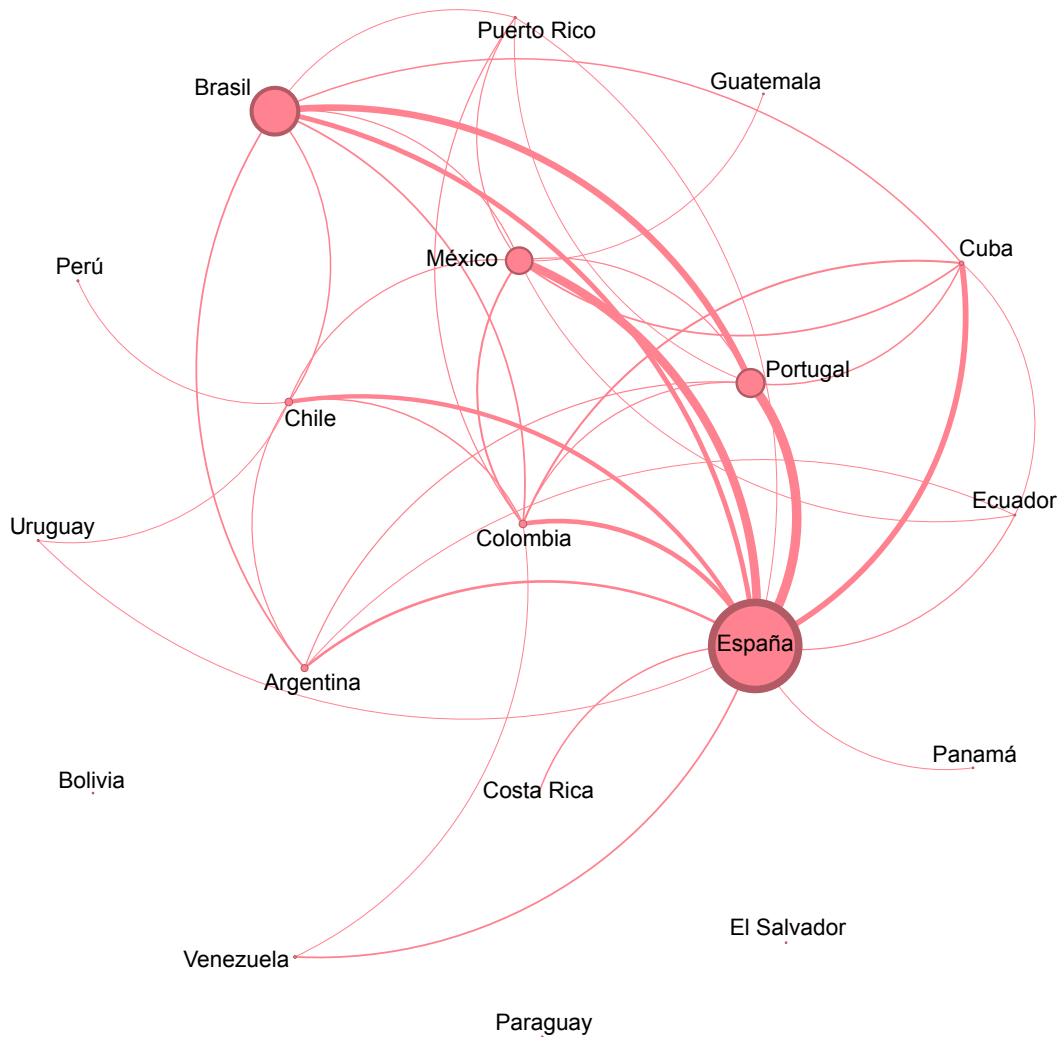 Puerto Rico
Brasil
Guatemala
Cuba
México
Perú
Portugal
Chile
Ecuador
Uruguay
Colombia
España
Argentina
Panamá
Bolivia
Costa Rica
El Salvador
Venezuela
Paraguay